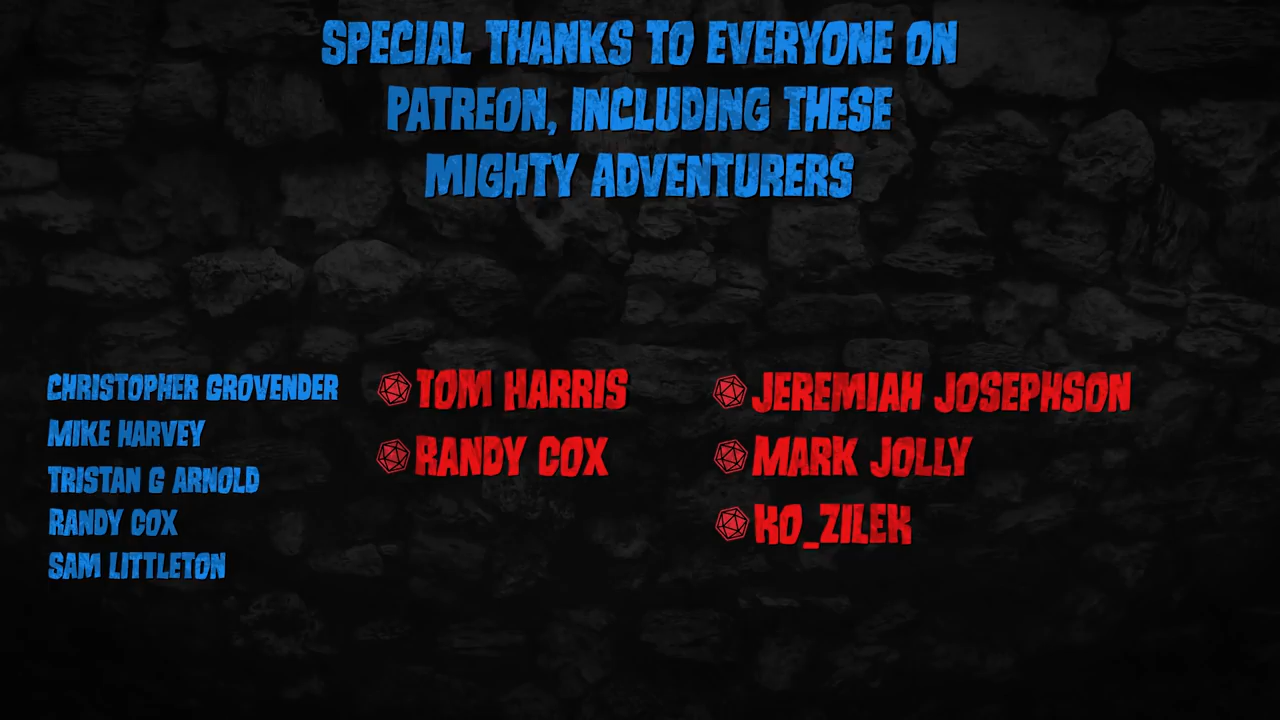 SPECIAL THANKS TO EVERYONE ON
PATREON, INCLUDING THESE
MIGHTY ADVENTURERS
CHRISTOPHER GROVENDER
MIKE HARVEY
TRISTAN G ARNOLD
RANDY COX
SAM LITTLETON
TOM HARRIS
RANDY COX
JEREMIAH JOSEPHSON
MARK JOLLY
KO_ZILEK